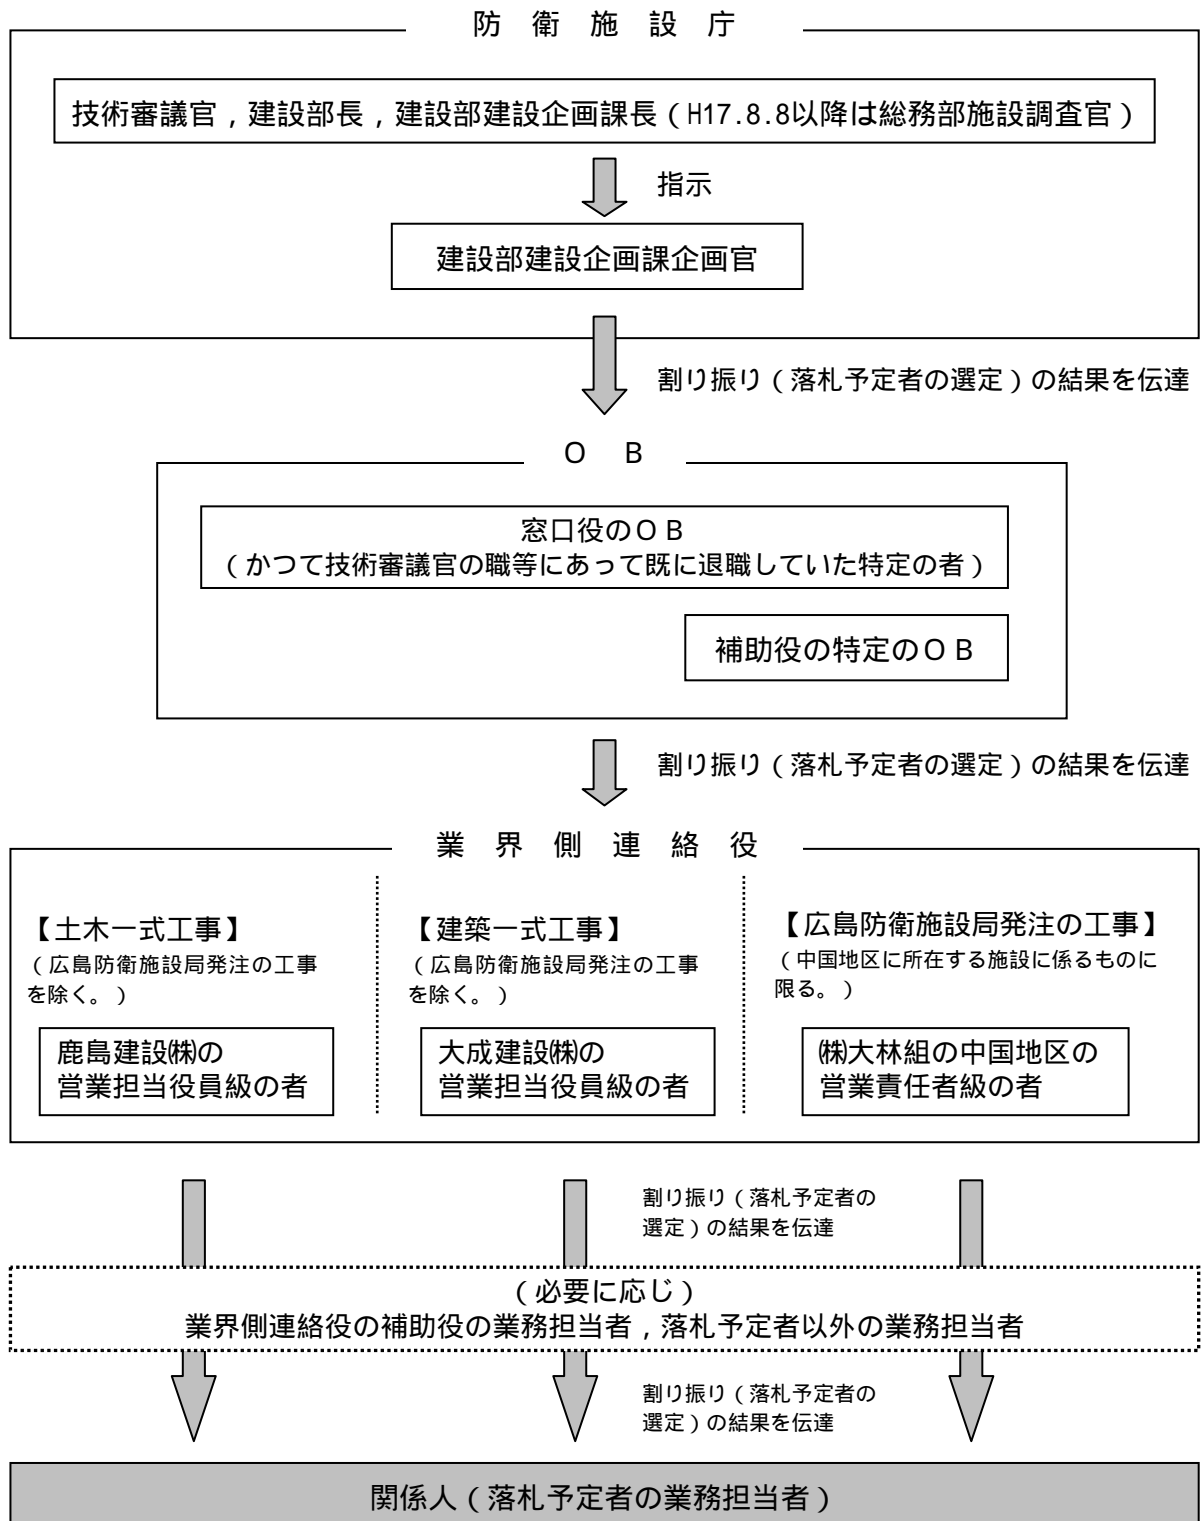 防 衛 施 設 庁
技術審議官，建設部長，建設部建設企画課長（H17.8.8以降は総務部施設調査官）
指示
建設部建設企画課企画官
割り振り（落札予定者の選定）の結果を伝達
Ｏ Ｂ
窓口役のＯＢ
（かつて技術審議官の職等にあって既に退職していた特定の者）
補助役の特定のＯＢ
割り振り（落札予定者の選定）の結果を伝達
業 界 側 連 絡 役
【土木一式工事】
（広島防衛施設局発注の工事
を除く。）
鹿島建設㈱の
営業担当役員級の者
【建築一式工事】
（広島防衛施設局発注の工事
を除く。）
大成建設㈱の
営業担当役員級の者
【広島防衛施設局発注の工事】
（中国地区に所在する施設に係るものに
限る。）
㈱大林組の中国地区の
営業責任者級の者
割り振り（落札予定者の
選定）の結果を伝達
（必要に応じ）
業界側連絡役の補助役の業務担当者，落札予定者以外の業務担当者
割り振り（落札予定者の
選定）の結果を伝達
関係人（落札予定者の業務担当者）